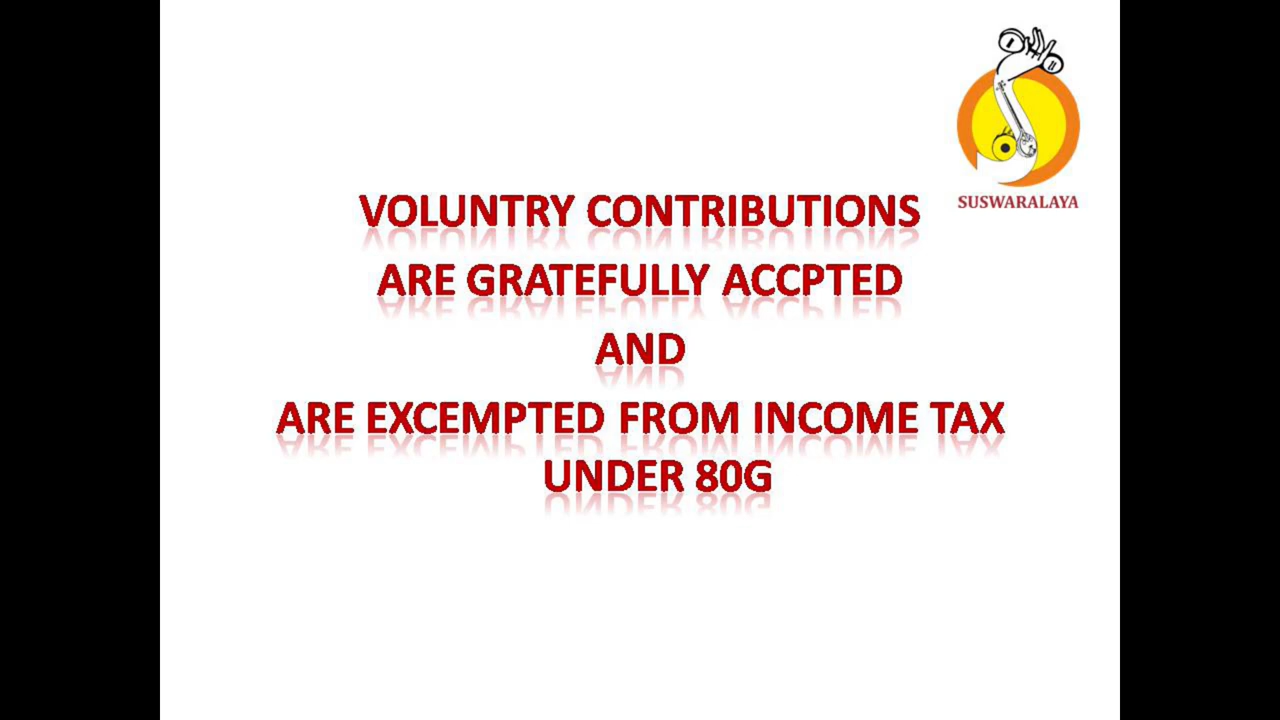 SUSWARALAYA
VOLUNTRY CONTRIBUTIONS
ARE GRATEFULLY ACCPTED
AND
ARE EXCEMPTED FROM INCOME TAX
UNDER 80G